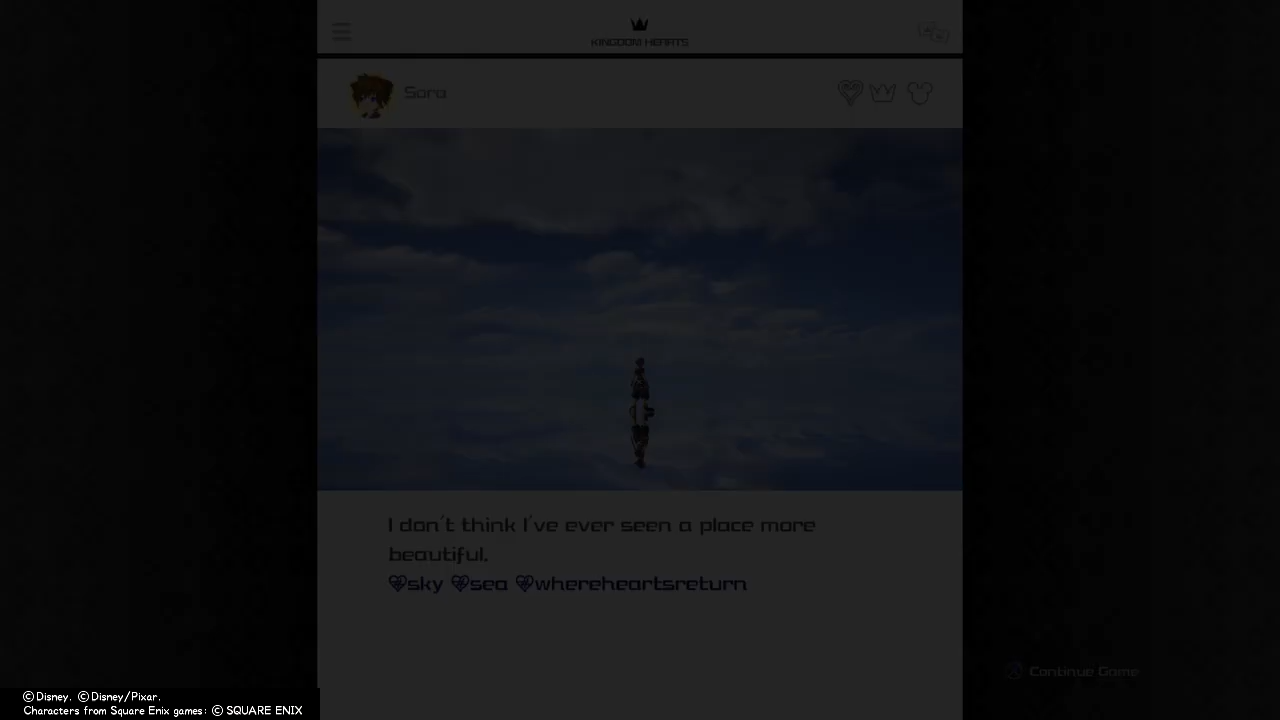 KINGDOM HEARTS
Sora
I don't think I've ever seen a place more
beautiful.
sky sea whereheartsreturn
Continue Game
©Disney. ©Disney/Pixar.
Characters from Square Enix games: © SQUARE ENIX